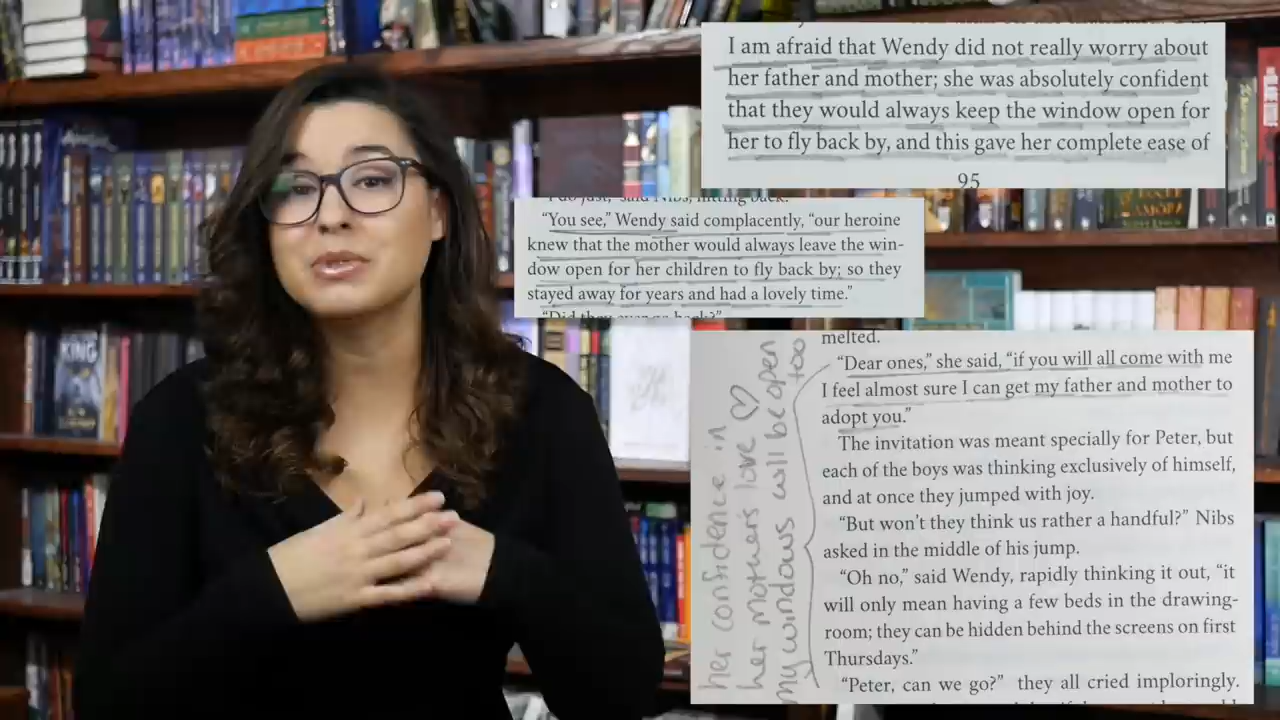 I am afraid that Wendy did not really worry about
her father and mother; she was absolutely confident
that they would always keep the window open for
her to fly back by, and this gave her complete ease of
95
“You see,” Wendy said complacently, “our heroine
knew that the mother would always leave the win-
dow open for her children to fly back by; so they
stayed away for years and had a lovely time.”
“Did they ever go back?”
melted.
“Dear ones,” she said, “if you will all come with me
I feel almost sure I can get my father and mother to
adopt you.”
The invitation was meant specially for Peter, but
each of the boys was thinking exclusively of himself,
and at once they jumped with joy.
“But won’t they think us rather a handful?” Nibs
asked in the middle of his jump.
“Oh no,” said Wendy, rapidly thinking it out, “it
will only mean having a few beds in the drawing-
room; they can be hidden behind the screens on first
Thursdays.”
“Peter, can we go?” they all cried imploringly.
her confidence in
her mother's love ♡
my windows will be open
too
KING